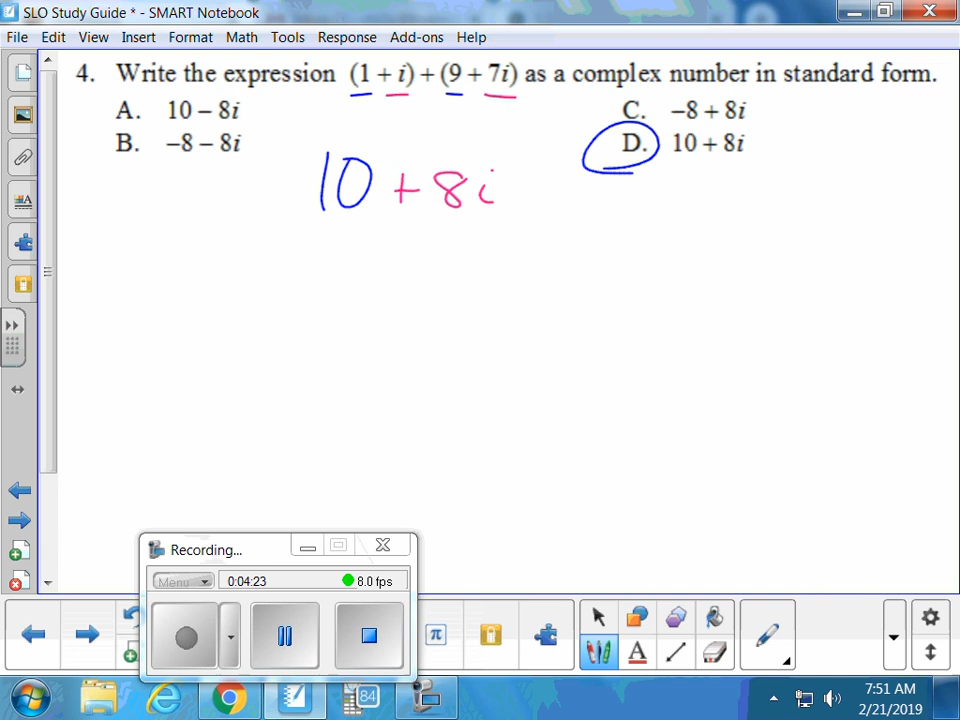 SLO Study Guide * - SMART Notebook
File Edit View Insert Format Math Tools Response Add-ons Help
4. Write the expression (1 + i) + (9 + 7i) as a complex number in standard form.
A. 10 – 8i C. –8 + 8i
B. –8 – 8i D. 10 + 8i
10 + 8i
Recording...
Menu 0:04:23 8.0 fps
π
A
84
7:51 AM
2/21/2019